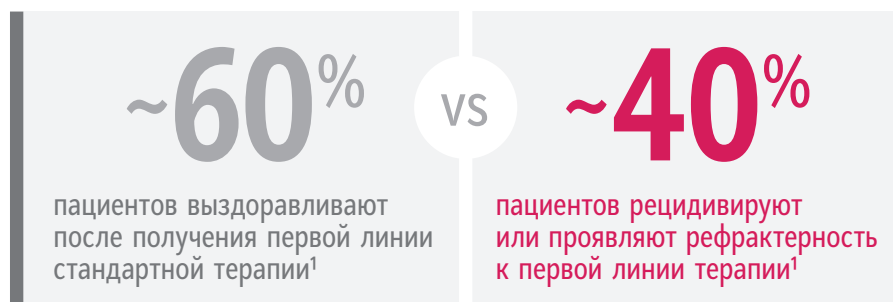 ~60%
пациентов выздоравливают
после получения первой линии
стандартной терапии¹
vs
~40%
пациентов рецидивируют
или проявляют рефрактерность
к первой линии терапии¹